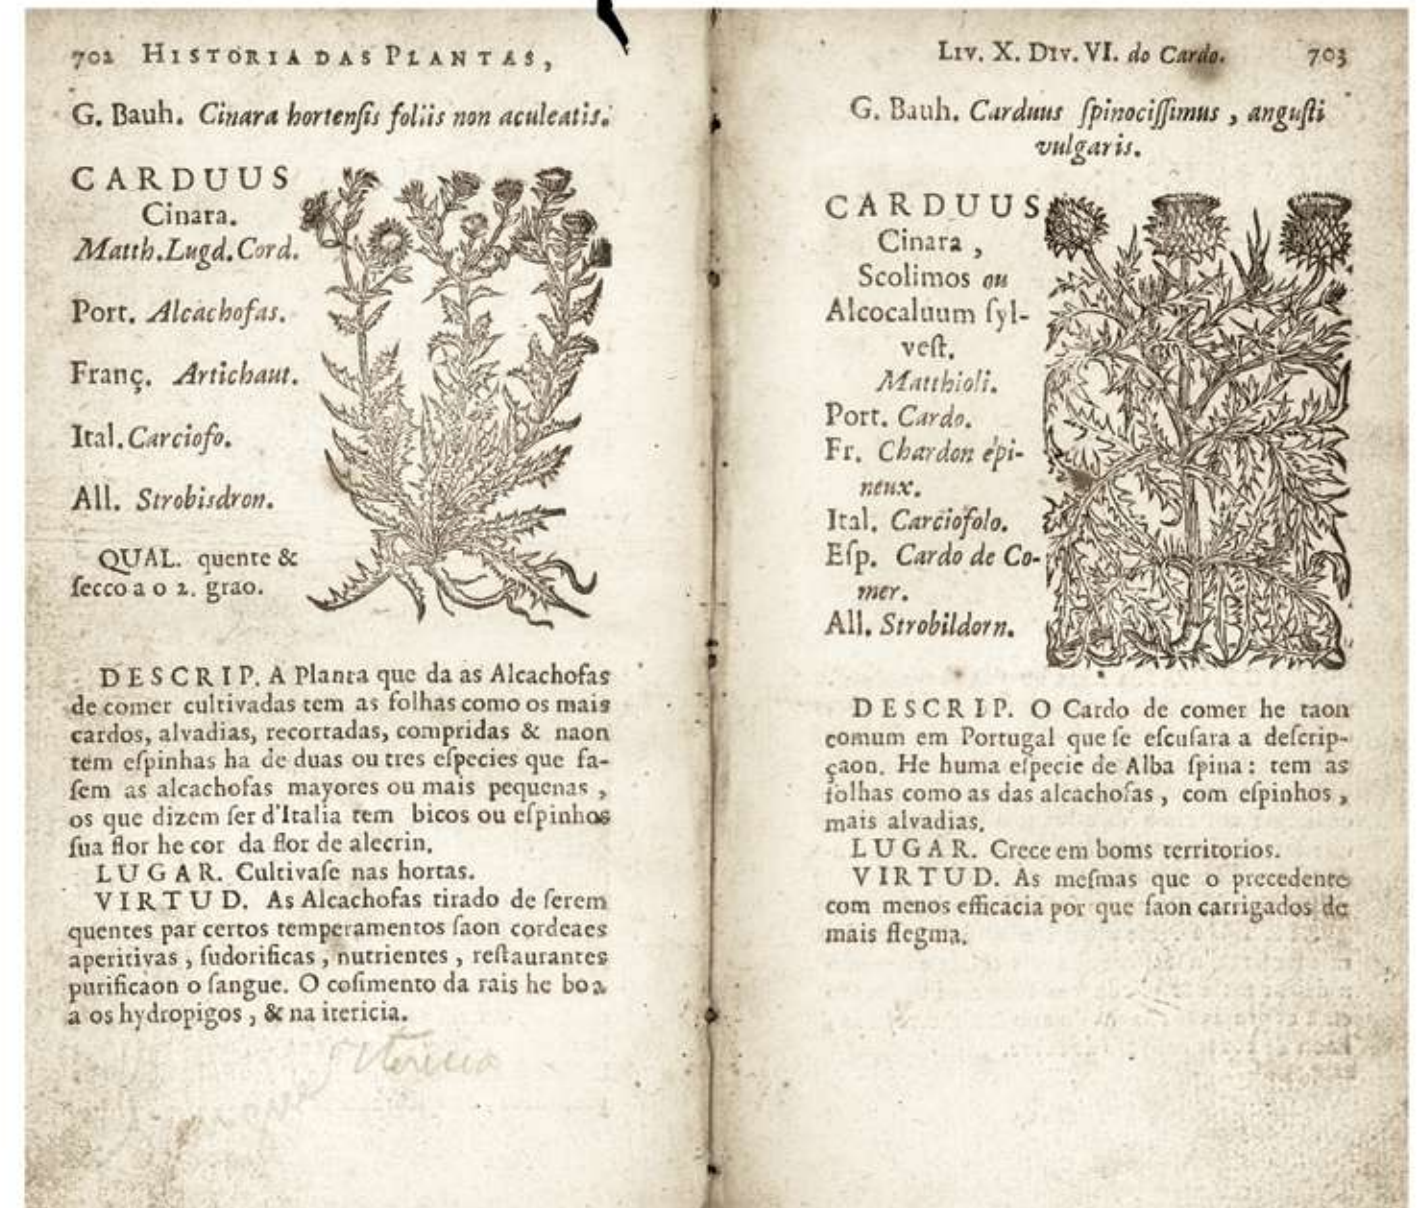 702 HISTORIA DAS PLANTAS,
G. Bauh. Cinara hortenſis foliis non aculeatis.
CARDUUS
Cinara.
Matth. Lugd. Cord.
Port. Alcachofas.
Franç. Artichaut.
Ital. Carciofo.
All. Strobisdron.
QUAL. quente &
ſecco a o 2. grao.
DESCRIP. A Planta que da as Alcachofas
de comer cultivadas tem as folhas como os mais
cardos, alvadias, recortadas, compridas & naon
tem eſpinhas ha de duas ou tres eſpecies que fa-
ſem as alcachofas mayores ou mais pequenas ,
os que dizem ſer d'Italia tem bicos ou eſpinhos
ſua flor he cor da flor de alecrin.
LUGAR. Cultivaſe nas hortas.
VIRTUD. As Alcachofas tirado de ſerem
quentes par certos temperamentos ſaon cordeaes
aperitivas , ſudorificas , nutrientes , reſtaurantes
purificaon o ſangue. O coſimento da rais he boa
a os hydropigos , & na itericia.
Itericia
LIV. X. DIV. VI. do Cardo. 703
G. Bauh. Carduus ſpinociſſimus , anguſti
vulgaris.
CARDUUS
Cinara ,
Scolimos ou
Alcocaluum ſyl-
veſt.
Matthioli.
Port. Cardo.
Fr. Chardon épi-
neux.
Ital. Carciofolo.
Eſp. Cardo de Co-
mer.
All. Strobildorn.
DESCRIP. O Cardo de comer he taon
comum em Portugal que ſe eſcuſara a deſcrip-
çaon. He huma eſpecie de Alba ſpina : tem as
folhas como as das alcachofas , com eſpinhos ,
mais alvadias.
LUGAR. Crece em boms territorios.
VIRTUD. As meſmas que o precedente
com menos efficacia por que ſaon carrigados de
mais flegma.